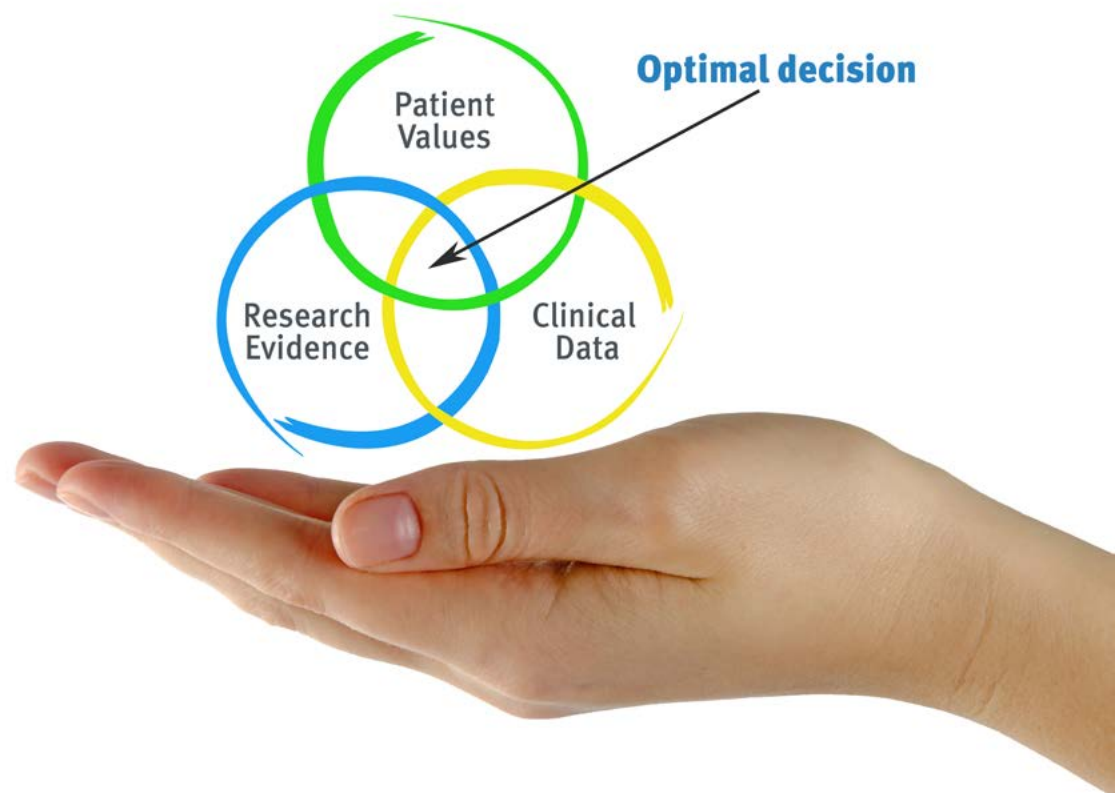 Optimal decision
Patient
Values
Research
Evidence
Clinical
Data